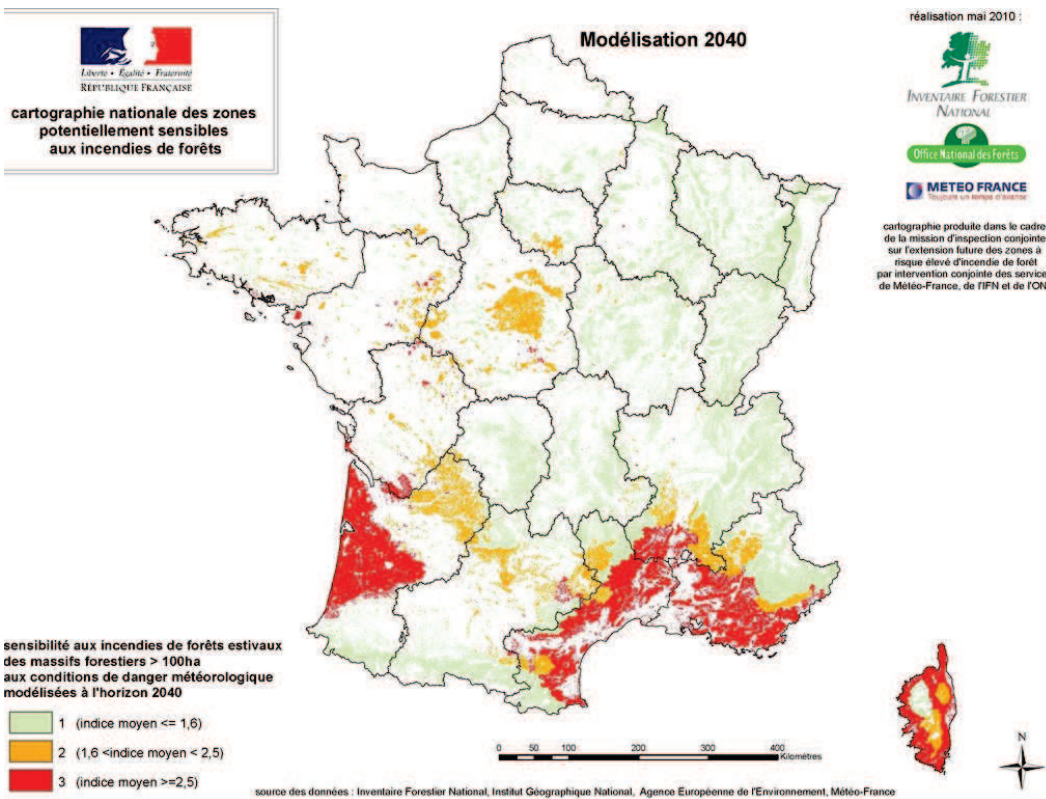 Modélisation 2040
Liberté • Égalité • Fraternité
RÉPUBLIQUE FRANÇAISE
cartographie nationale des zones
potentiellement sensibles
aux incendies de forêts
réalisation mai 2010 :
INVENTAIRE FORESTIER
NATIONAL
Office National des Forêts
METEO FRANCE
Toujours un temps d'avance
cartographie produite dans le cadre
de la mission d'inspection conjointe
sur l'extension future des zones à
risque élevé d'incendie de forêt
par intervention conjointe des service
de Météo-France, de l'IFN et de l'ON
sensibilité aux incendies de forêts estivaux
des massifs forestiers > 100ha
aux conditions de danger météorologique
modélisées à l'horizon 2040
1 (indice moyen <= 1,6)
2 (1,6 <indice moyen < 2,5)
3 (indice moyen >=2,5)
0 50 100 200 300 400
Kilomètres
N
source des données : Inventaire Forestier National, Institut Géographique National, Agence Européenne de l'Environnement, Météo-France